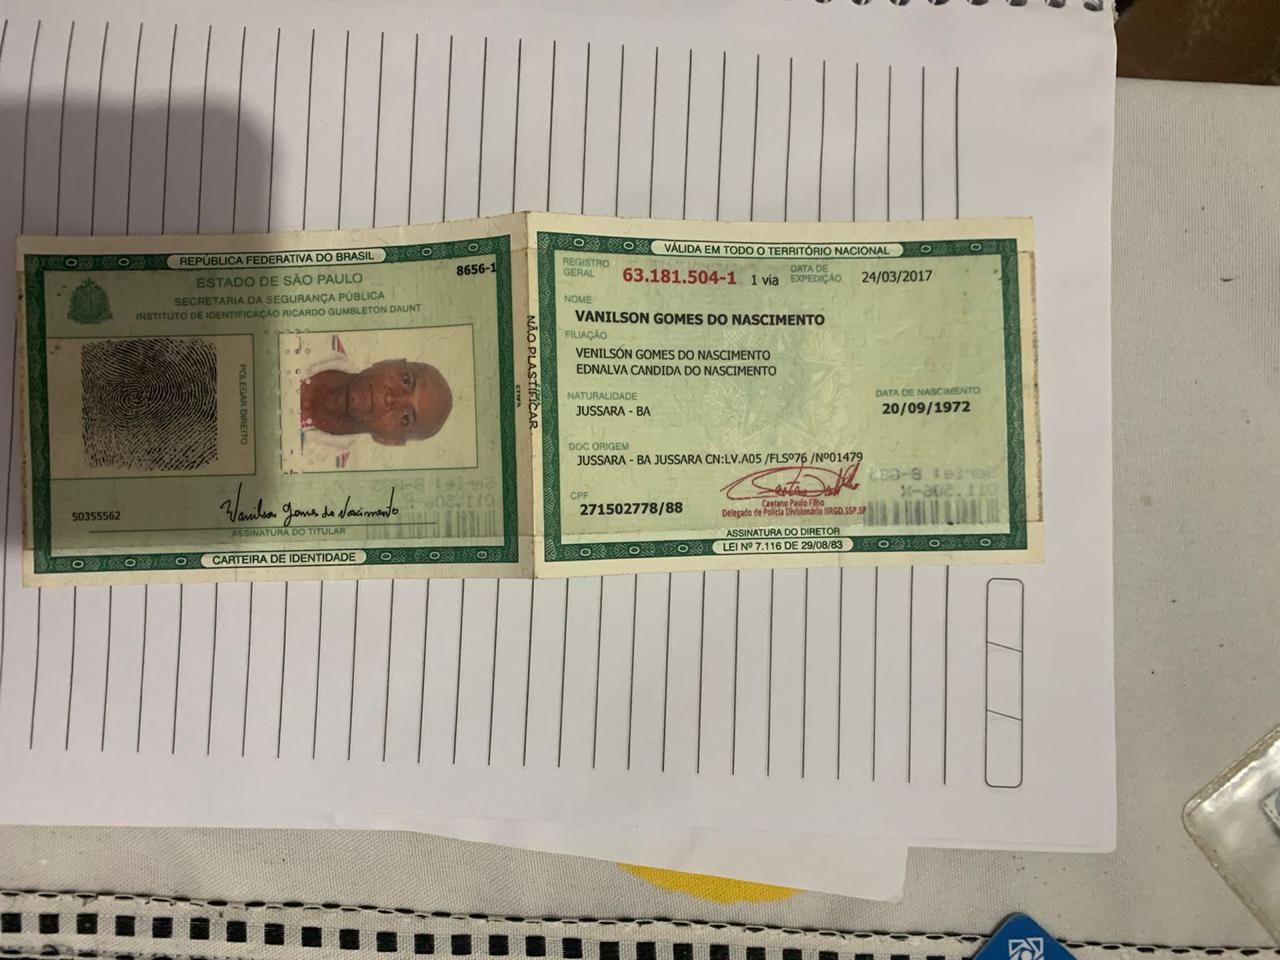 REPÚBLICA FEDERATIVA DO BRASIL
8656-1
ESTADO DE SÃO PAULO
SECRETARIA DA SEGURANÇA PÚBLICA
INSTITUTO DE IDENTIFICAÇÃO RICARDO GUMBLETON DAUNT
POLEGAR DIREITO
50355562
Vanilson Gomes do Nascimento
ASSINATURA DO TITULAR
CARTEIRA DE IDENTIDADE
NÃO PLASTIFICAR
VÁLIDA EM TODO O TERRITÓRIO NACIONAL
REGISTRO GERAL 63.181.504-1 1 via DATA DE EXPEDIÇÃO 24/03/2017
NOME
VANILSON GOMES DO NASCIMENTO
FILIAÇÃO
VENILSON GOMES DO NASCIMENTO
EDNALVA CANDIDA DO NASCIMENTO
NATURALIDADE
JUSSARA - BA
DATA DE NASCIMENTO
20/09/1972
DOC ORIGEM
JUSSARA - BA JUSSARA CN:LV.A05 /FLSº76 /Nº01479
CPF
271502778/88
Caetano Paulo Filho
Delegado de Polícia Divisionário IIRGD.SSP.SP
ASSINATURA DO DIRETOR
LEI Nº 7.116 DE 29/08/83